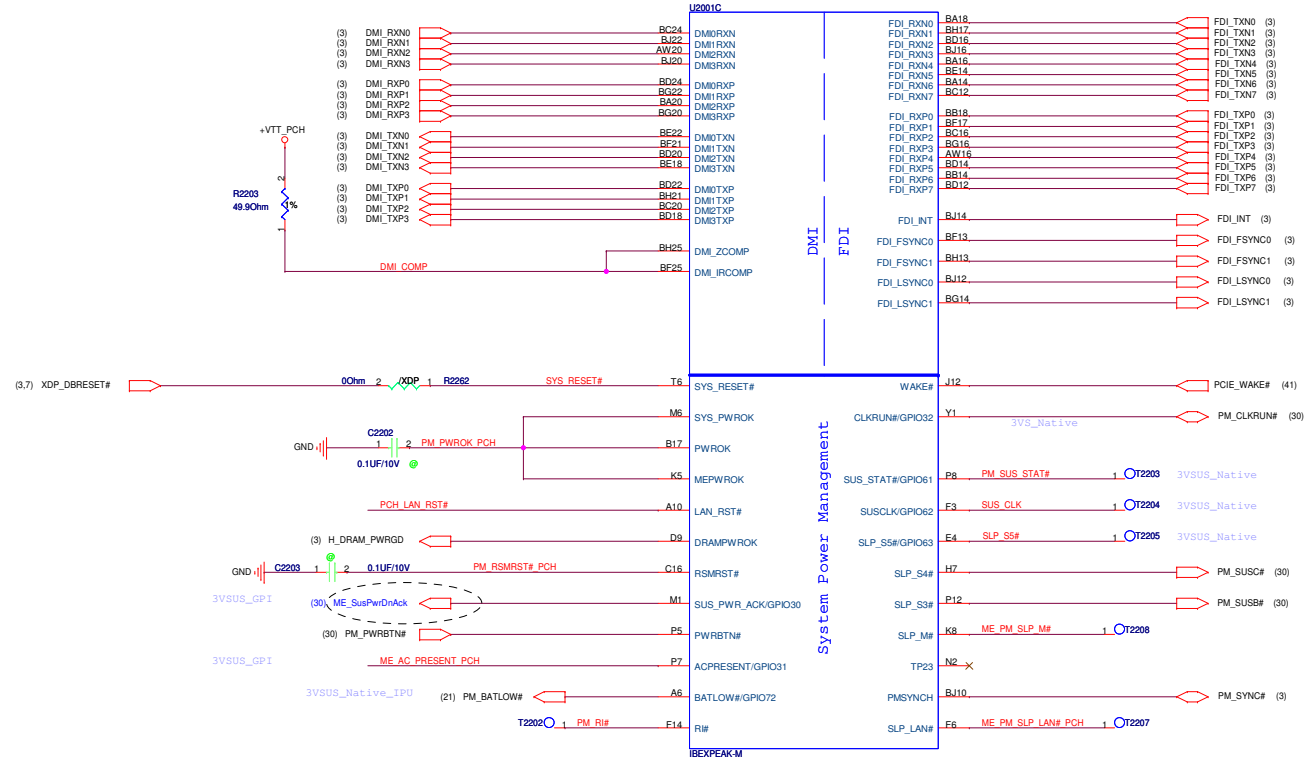 U2001C
(3) DMI_RXN0 BC24 DMI0RXN FDI_RXN0 BA18 FDI_TXN0 (3)
(3) DMI_RXN1 BJ22 DMI1RXN FDI_RXN1 BH17 FDI_TXN1 (3)
(3) DMI_RXN2 AW20 DMI2RXN FDI_RXN2 BD16 FDI_TXN2 (3)
(3) DMI_RXN3 BJ20 DMI3RXN FDI_RXN3 BJ16 FDI_TXN3 (3)
FDI_RXN4 BA16 FDI_TXN4 (3)
FDI_RXN5 BE14 FDI_TXN5 (3)
(3) DMI_RXP0 BD24 DMI0RXP FDI_RXN6 BA14 FDI_TXN6 (3)
(3) DMI_RXP1 BG22 DMI1RXP FDI_RXN7 BC12 FDI_TXN7 (3)
(3) DMI_RXP2 BA20 DMI2RXP
(3) DMI_RXP3 BG20 DMI3RXP FDI_RXP0 BB18 FDI_TXP0 (3)
FDI_RXP1 BF17 FDI_TXP1 (3)
+VTT_PCH
(3) DMI_TXN0 BE22 DMI0TXN FDI_RXP2 BC16 FDI_TXP2 (3)
(3) DMI_TXN1 BF21 DMI1TXN FDI_RXP3 BG16 FDI_TXP3 (3)
(3) DMI_TXN2 BD20 DMI2TXN FDI_RXP4 AW16 FDI_TXP4 (3)
(3) DMI_TXN3 BE18 DMI3TXN FDI_RXP5 BD14 FDI_TXP5 (3)
FDI_RXP6 BB14 FDI_TXP6 (3)
2
(3) DMI_TXP0 BD22 DMI0TXP FDI_RXP7 BD12 FDI_TXP7 (3)
R2203
(3) DMI_TXP1 BH21 DMI1TXP
49.9Ohm 1%
(3) DMI_TXP2 BC20 DMI2TXP
(3) DMI_TXP3 BD18 DMI3TXP FDI_INT BJ14 FDI_INT (3)
1
DMI FDI
FDI_FSYNC0 BF13 FDI_FSYNC0 (3)
BH25 DMI_ZCOMP
FDI_FSYNC1 BH13 FDI_FSYNC1 (3)
DMI_COMP BF25 DMI_IRCOMP
FDI_LSYNC0 BJ12 FDI_LSYNC0 (3)
FDI_LSYNC1 BG14 FDI_LSYNC1 (3)
(3,7) XDP_DBRESET# 0Ohm 2 /XDP 1 R2262 SYS_RESET# T6 SYS_RESET# WAKE# J12 PCIE_WAKE# (41)
M6 SYS_PWROK CLKRUN#/GPIO32 Y1 PM_CLKRUN# (30)
3VS_Native
C2202
GND 1 2 PM_PWROK_PCH B17 PWROK
0.1UF/10V @
System Power Management
K5 MEPWROK SUS_STAT#/GPIO61 P8 PM_SUS_STAT# 1 T2203 3VSUS_Native
PCH_LAN_RST# A10 LAN_RST# SUSCLK/GPIO62 F3 SUS_CLK 1 T2204 3VSUS_Native
(3) H_DRAM_PWRGD D9 DRAMPWROK SLP_S5#/GPIO63 E4 SLP_S5# 1 T2205 3VSUS_Native
@
GND C2203 1 2 0.1UF/10V PM_RSMRST#_PCH C16 RSMRST# SLP_S4# H7 PM_SUSC# (30)
3VSUS_GPI (30) ME_SusPwrDnAck M1 SUS_PWR_ACK/GPIO30 SLP_S3# P12 PM_SUSB# (30)
(30) PM_PWRBTN# P5 PWRBTN# SLP_M# K8 ME_PM_SLP_M# 1 T2208
3VSUS_GPI ME_AC_PRESENT_PCH P7 ACPRESENT/GPIO31 TP23 N2
3VSUS_Native_IPU (21) PM_BATLOW# A6 BATLOW#/GPIO72 PMSYNCH BJ10 PM_SYNC# (3)
T2202 1 PM_RI# F14 RI# SLP_LAN# F6 ME_PM_SLP_LAN#_PCH 1 T2207
IBEXPEAK-M